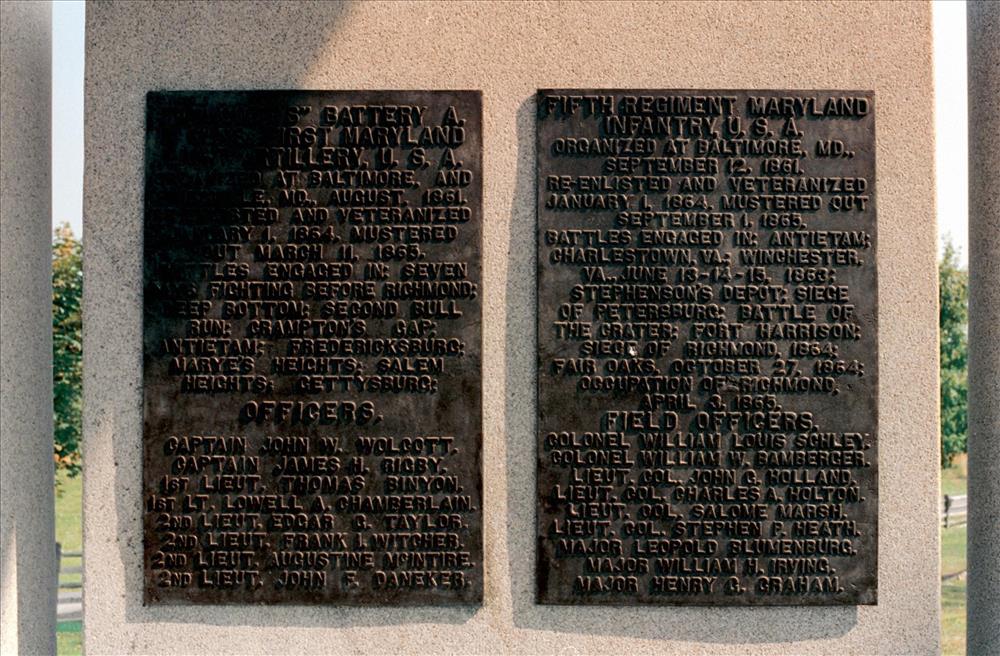 BATTERY A.
FIRST MARYLAND
ARTILLERY, U. S. A.
AT BALTIMORE, AND
MD., AUGUST, 1861.
AND VETERANIZED
1, 1864, MUSTERED
OUT MARCH 11, 1865.
BATTLES ENGAGED IN: SEVEN
DAYS FIGHTING BEFORE RICHMOND;
DEEP BOTTOM; SECOND BULL
RUN; CRAMPTON'S GAP;
ANTIETAM; FREDERICKSBURG;
MARYE'S HEIGHTS; SALEM
HEIGHTS; GETTYSBURG;
OFFICERS.
CAPTAIN JOHN W. WOLCOTT.
CAPTAIN JAMES H. RIGBY.
1ST LIEUT. THOMAS BINYON.
1ST LT. LOWELL A. CHAMBERLAIN.
2ND LIEUT. EDGAR G. TAYLOR.
2ND LIEUT. FRANK I. WITCHER.
2ND LIEUT. AUGUSTINE McINTIRE.
2ND LIEUT. JOHN F. DANEKER.
FIFTH REGIMENT MARYLAND
INFANTRY, U. S. A.
ORGANIZED AT BALTIMORE, MD.,
SEPTEMBER 12, 1861.
RE-ENLISTED AND VETERANIZED
JANUARY 1, 1864, MUSTERED OUT
SEPTEMBER 1, 1865.
BATTLES ENGAGED IN: ANTIETAM;
CHARLESTOWN, VA.; WINCHESTER,
VA., JUNE 13-14-15, 1863;
STEPHENSON'S DEPOT; SIEGE
OF PETERSBURG; BATTLE OF
THE CRATER; FORT HARRISON;
SIEGE OF RICHMOND, 1864;
FAIR OAKS, OCTOBER 27, 1864;
OCCUPATION OF RICHMOND,
APRIL 3, 1865.
FIELD OFFICERS.
COLONEL WILLIAM LOUIS SCHLEY.
COLONEL WILLIAM W. BAMBERGER.
LIEUT. COL. JOHN C. HOLLAND.
LIEUT. COL. CHARLES A. HOLTON.
LIEUT. COL. SALOME MARSH.
LIEUT. COL. STEPHEN P. HEATH.
MAJOR LEOPOLD BLUMENBURG.
MAJOR WILLIAM H. IRVING.
MAJOR HENRY G. GRAHAM.